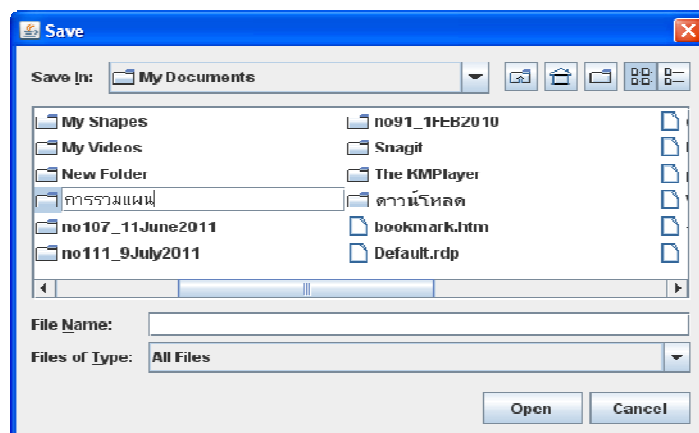 Save
Save In: My Documents
My Shapes
My Videos
New Folder
การรวมแผน
no107_11June2011
no111_9July2011
no91_1FEB2010
Snagit
The KMPlayer
ดาวน์โหลด
bookmark.htm
Default.rdp
File Name:
Files of Type: All Files
Open Cancel